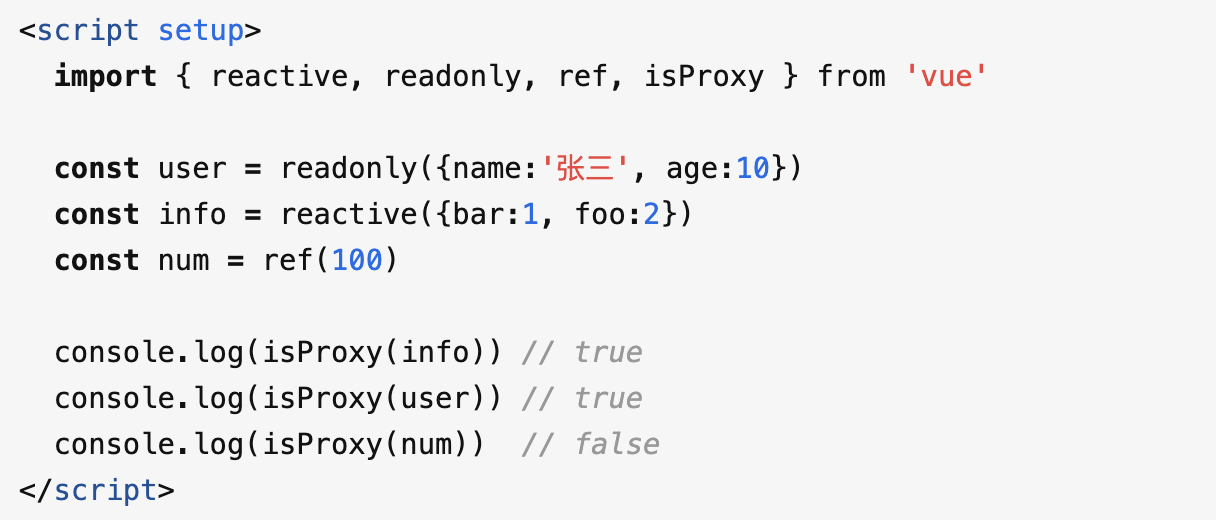 <script setup>
  import { reactive, readonly, ref, isProxy } from 'vue'

  const user = readonly({name:'张三', age:10})
  const info = reactive({bar:1, foo:2})
  const num = ref(100)

  console.log(isProxy(info)) // true
  console.log(isProxy(user)) // true
  console.log(isProxy(num))  // false
</script>